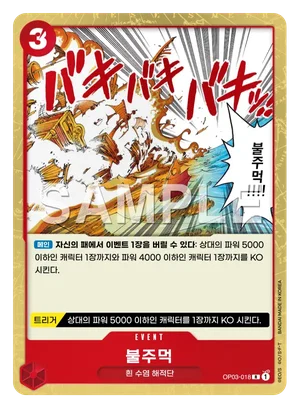 3
バキ
バキ
バキッ!!
불주먹
!!!!!
SAMPLE
메인 자신의 패에서 이벤트 1장을 버릴 수 있다: 상대의 파워 5000
이하인 캐릭터 1장까지와 파워 4000 이하인 캐릭터 1장까지를 KO
시킨다.
트리거 상대의 파워 5000 이하인 캐릭터를 1장까지 KO 시킨다.
EVENT
불주먹
흰 수염 해적단
OP03-018 R 1
BANDAI MADE IN KOREA